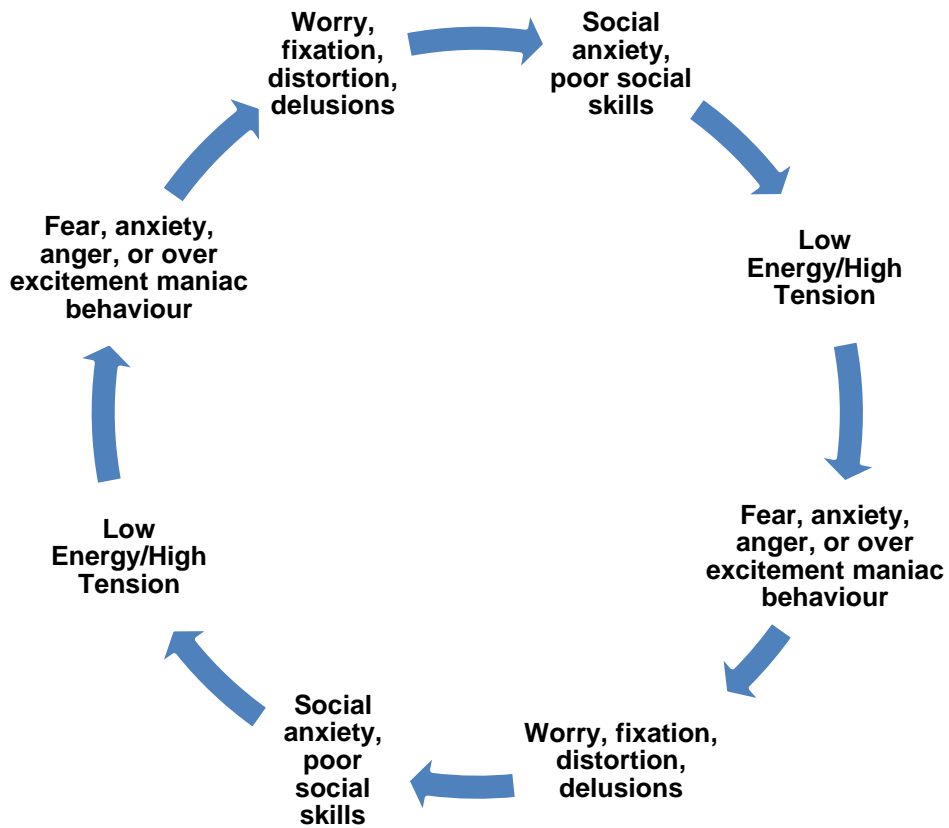 Worry,
fixation,
distortion,
delusions
Social
anxiety,
poor social
skills
Low
Energy/High
Tension
Fear, anxiety,
anger, or over
excitement maniac
behaviour
Worry, fixation,
distortion,
delusions
Social
anxiety,
poor
social
skills
Low
Energy/High
Tension
Fear, anxiety,
anger, or over
excitement maniac
behaviour